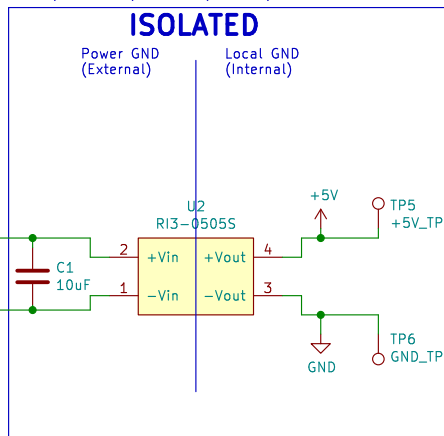 ISOLATED
Power GND
(External)
Local GND
(Internal)
U2
RI3-0505S
+5V
TP5
+5V_TP
2
+Vin
+Vout
4
C1
10uF
1
-Vin
-Vout
3
GND
TP6
GND_TP